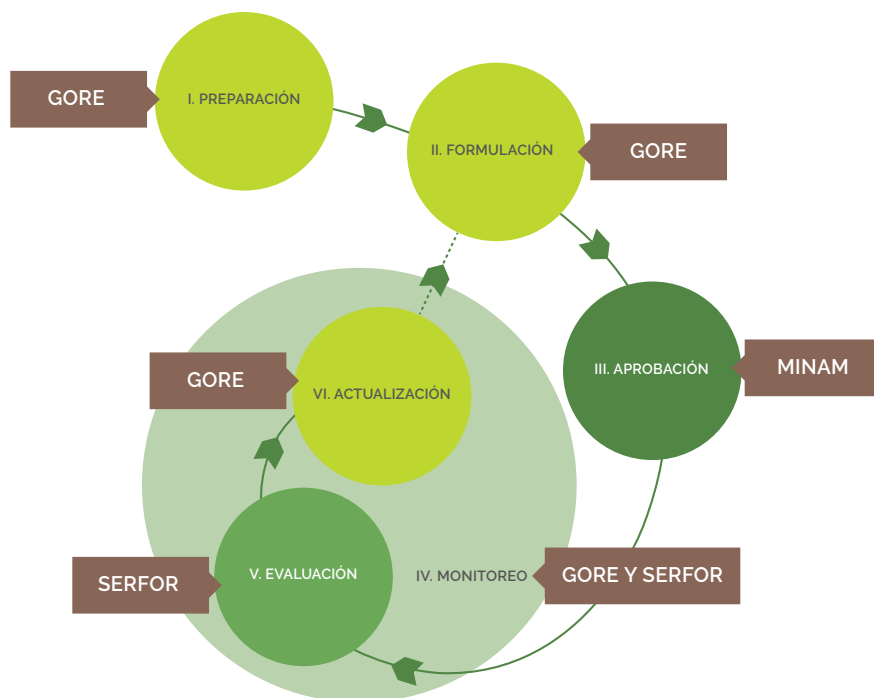 GORE
I. PREPARACIÓN
II. FORMULACIÓN
GORE
III. APROBACIÓN
MINAM
GORE
VI. ACTUALIZACIÓN
SERFOR
V. EVALUACIÓN
IV. MONITOREO
GORE Y SERFOR